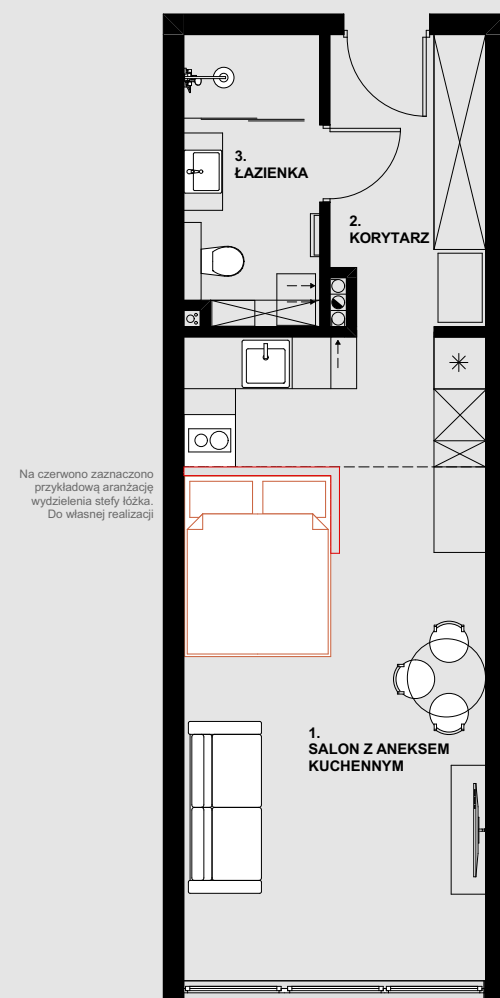 3.
ŁAZIENKA
2.
KORYTARZ
Na czerwono zaznaczono
przykładową aranżację
wydzielenia stefy łóżka.
Do własnej realizacji
1.
SALON Z ANEKSEM
KUCHENNYM